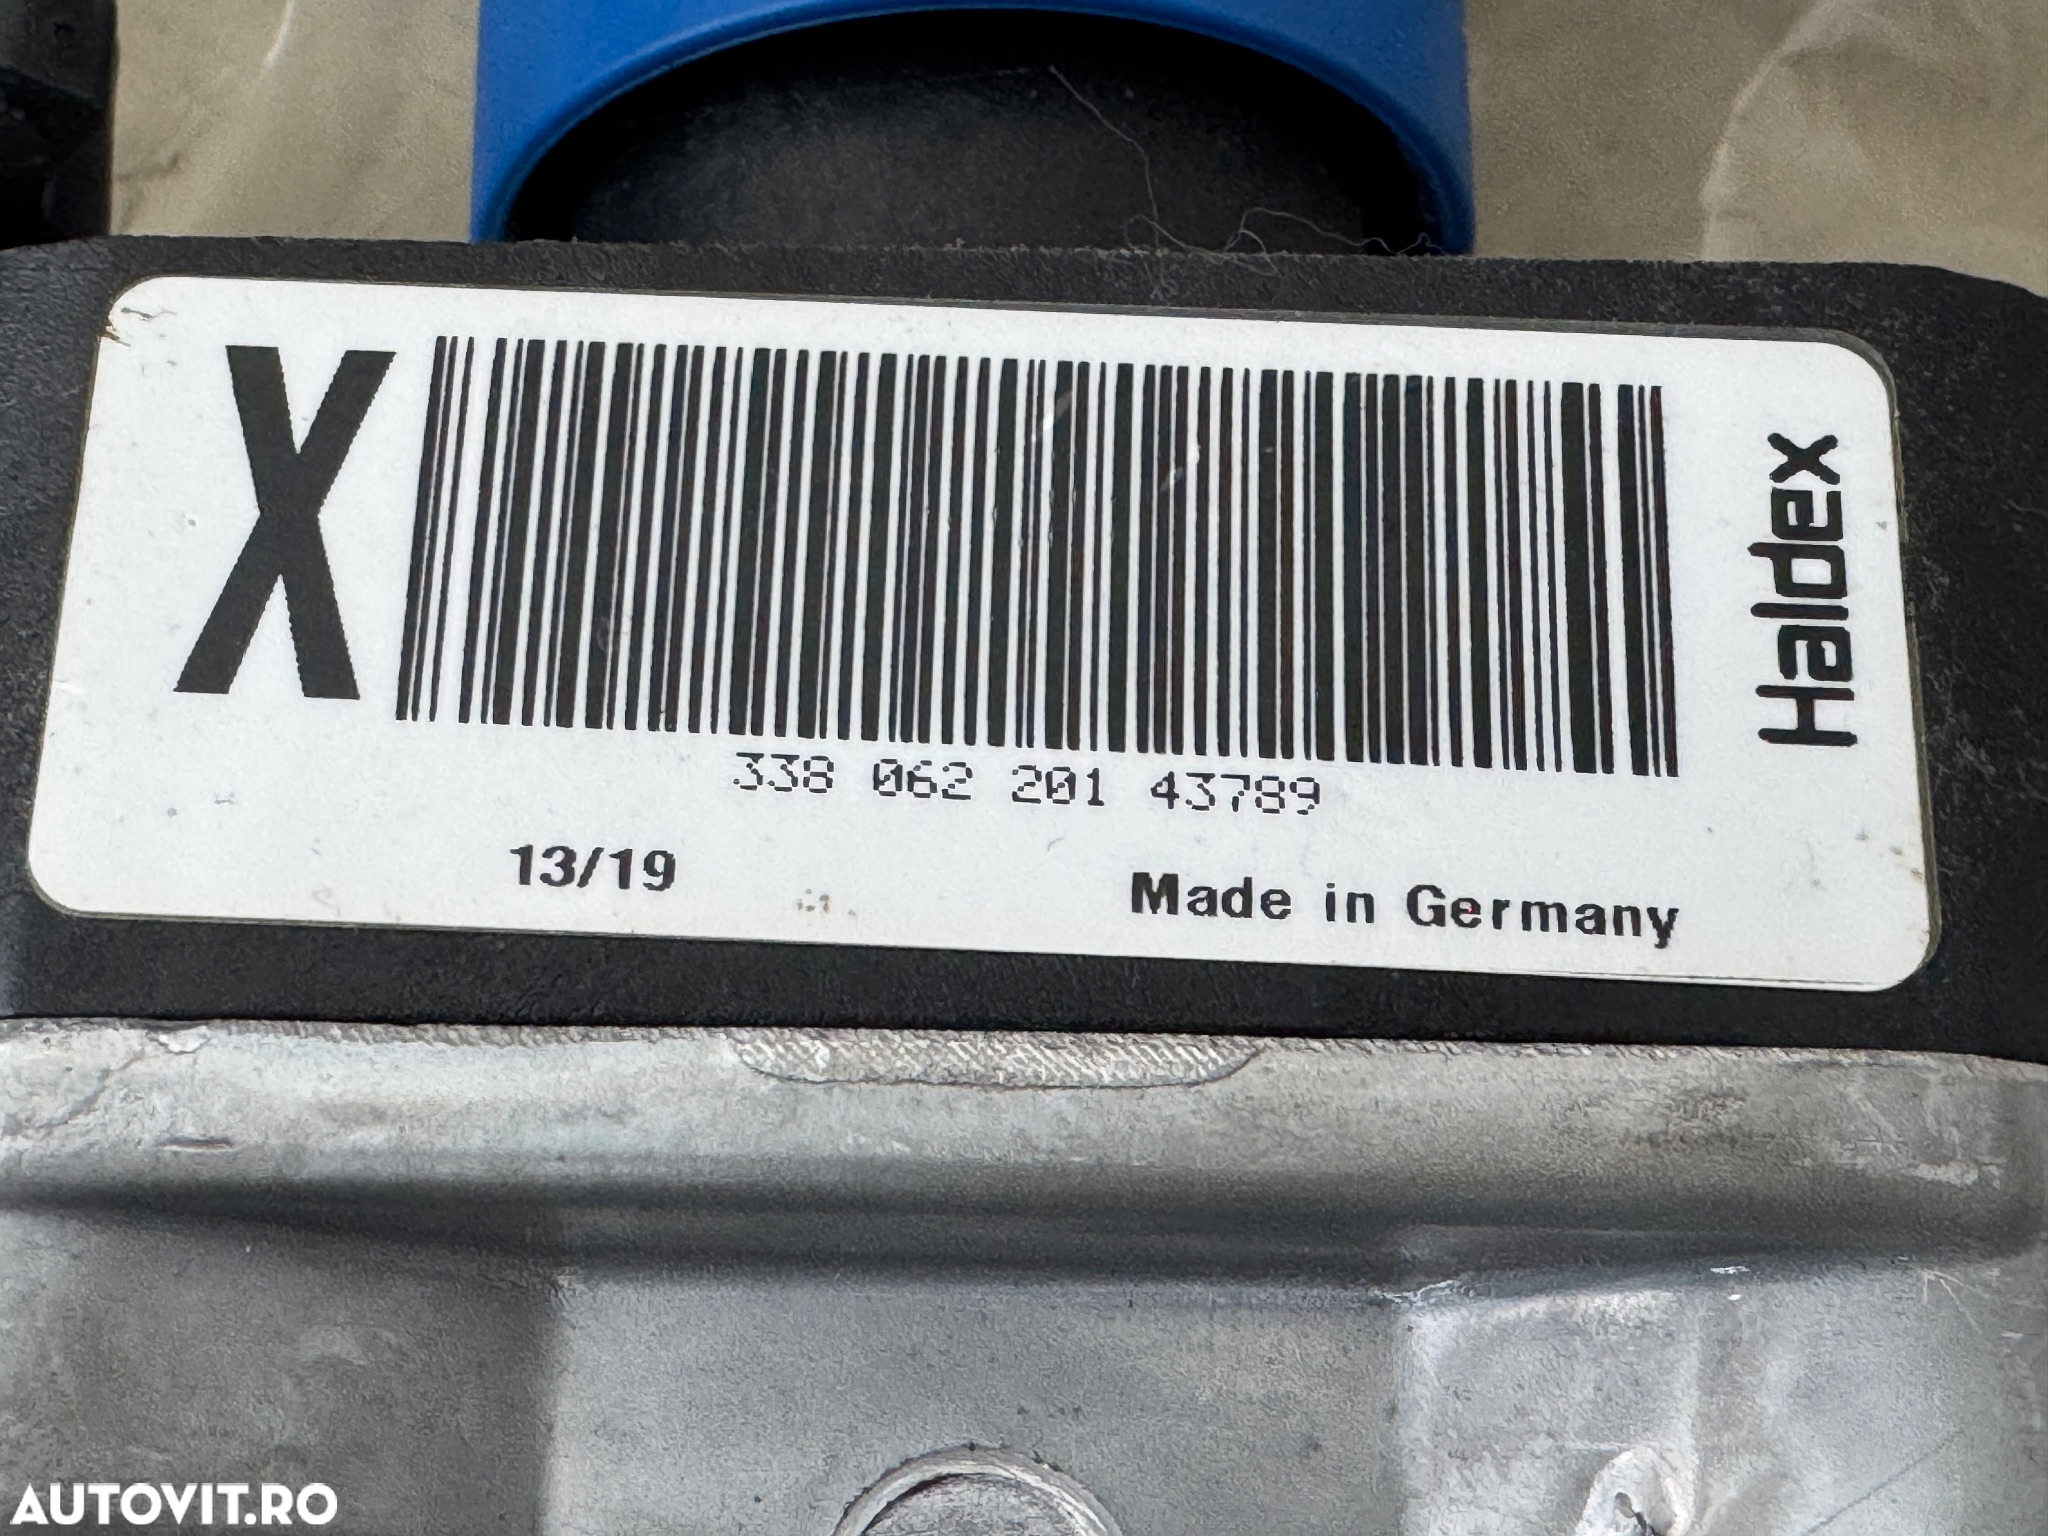 X
Haldex
338 062 201 43789
13/19
Made in Germany
AUTOVIT.RO